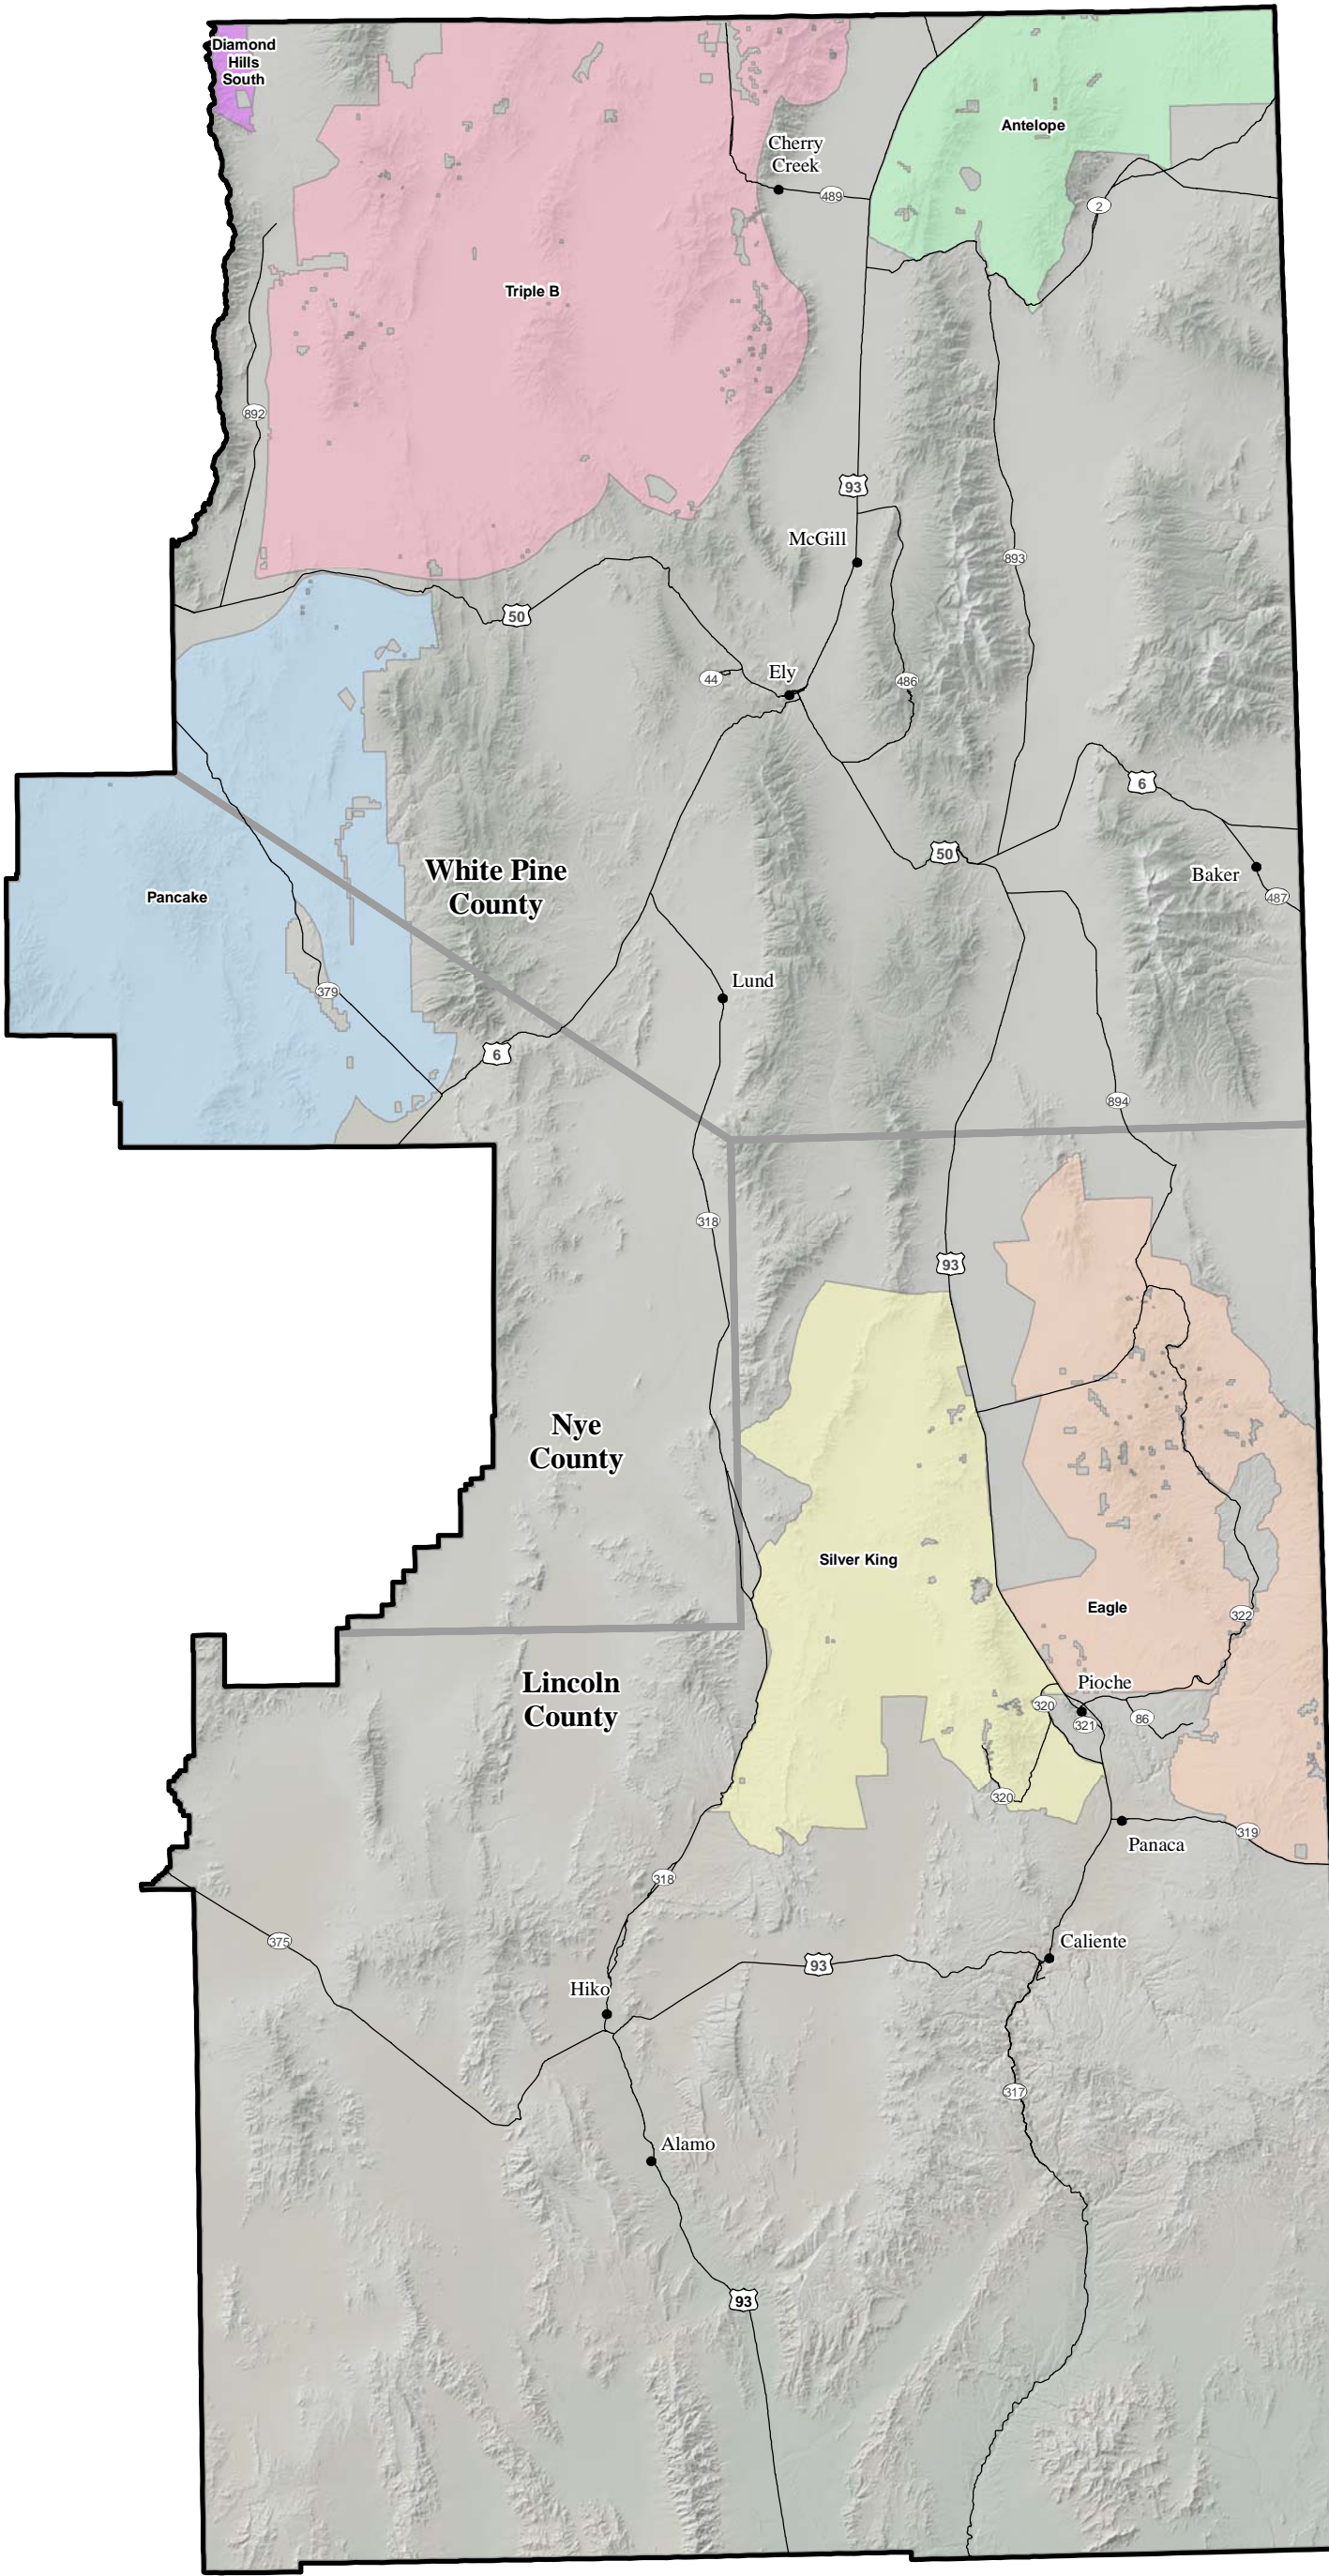 Diamond
Hills
South
Antelope
Cherry
Creek
489
2
Triple B
892
93
McGill
893
50
Ely
44
486
6
50
White Pine
County
Baker
487
Pancake
Lund
379
6
894
318
93
Nye
County
Silver King
Eagle
322
Lincoln
County
Pioche
320
321
86
320
319
Panaca
318
375
Caliente
93
Hiko
317
Alamo
93